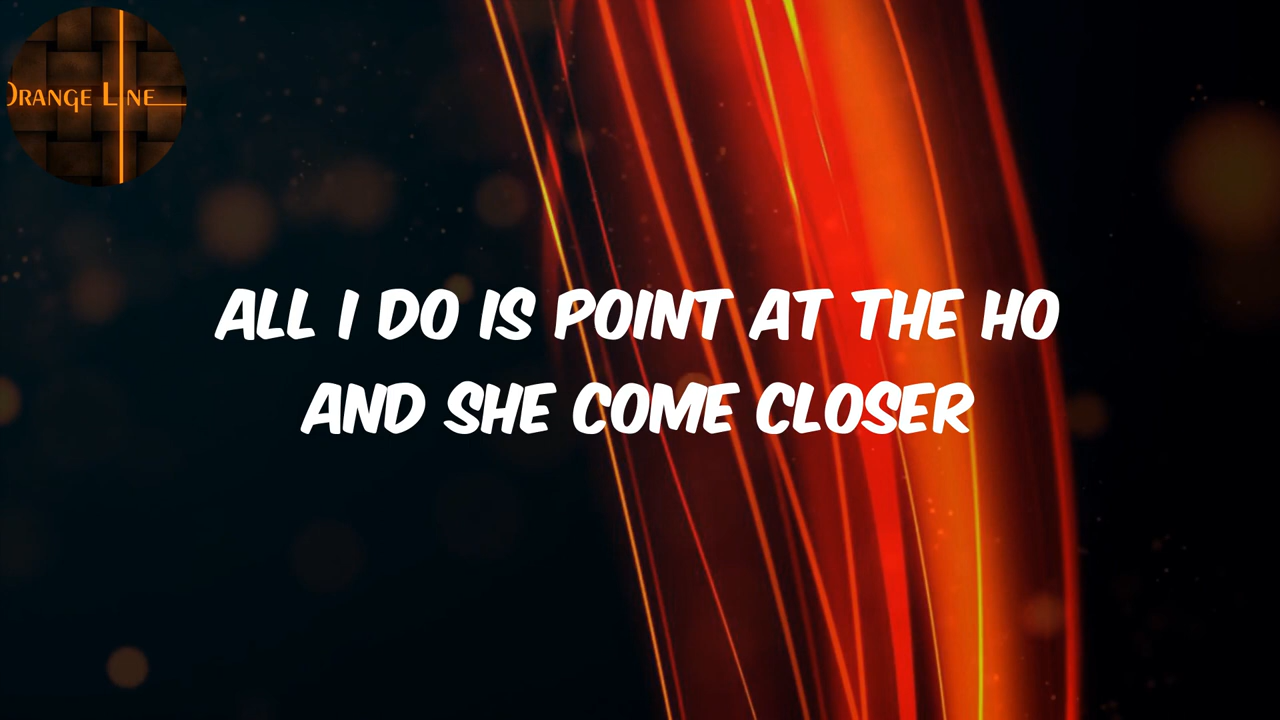 ORANGE LINE
ALL I DO IS POINT AT THE HO
AND SHE COME CLOSER